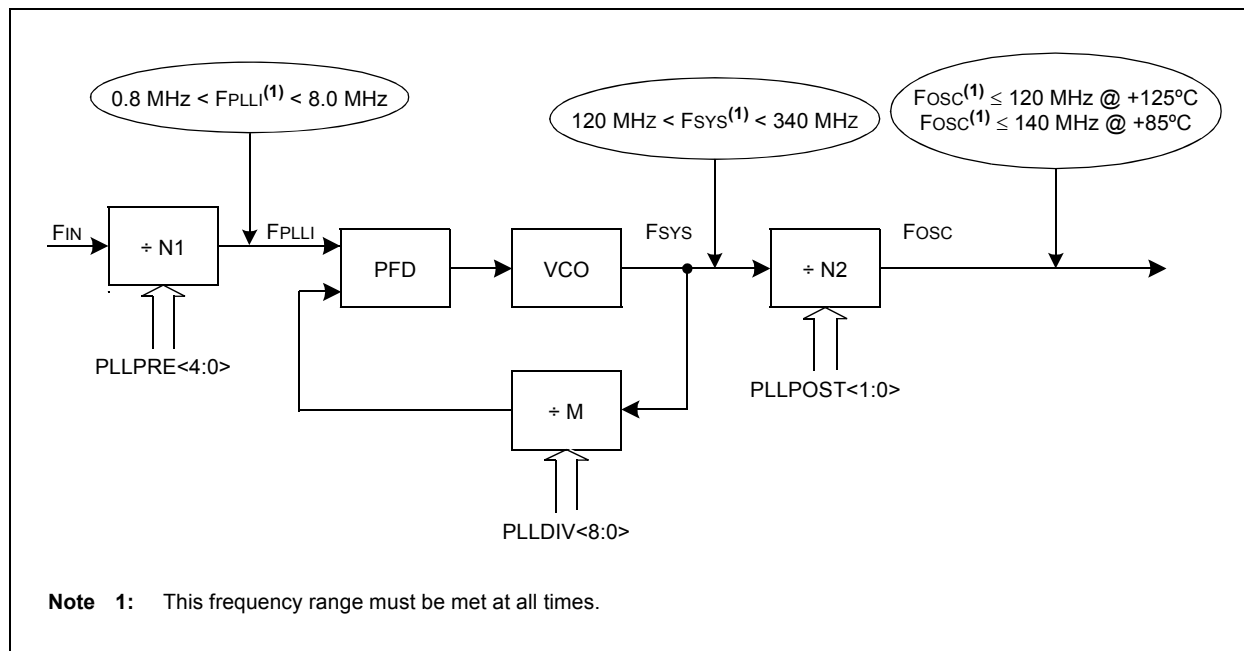 0.8 MHz < FPLLI(1) < 8.0 MHz
120 MHZ < FSYS(1) < 340 MHZ
FOSC(1) ≤ 120 MHz @ +125ºC
FOSC(1) ≤ 140 MHz @ +85ºC
FIN
÷ N1
FPLLI
PFD
VCO
FSYS
÷ N2
FOSC
PLLPRE<4:0>
÷ M
PLLPOST<1:0>
PLLDIV<8:0>
Note 1: This frequency range must be met at all times.